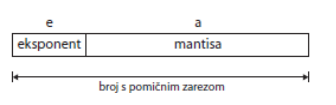 e a
eksponent mantisa
broj s pomičnim zarezom